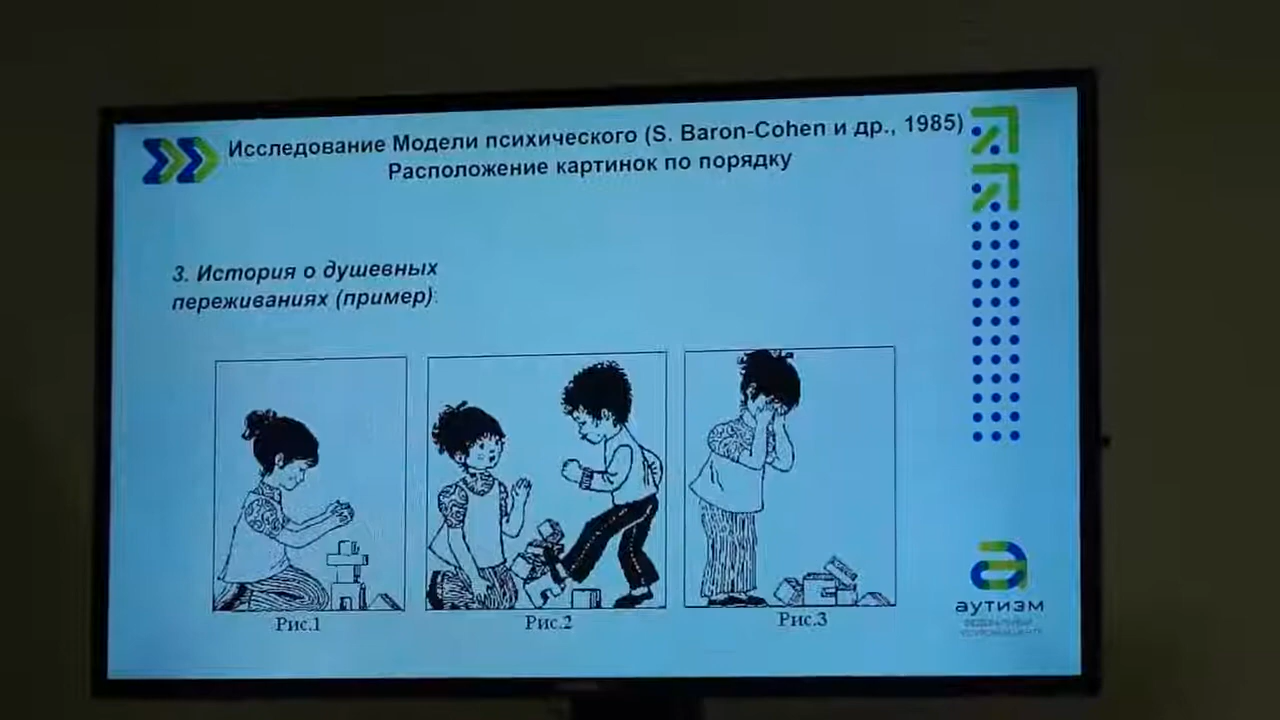 Исследование Модели психического (S. Baron-Cohen и др., 1985)
Расположение картинок по порядку
3. История о душевных
переживаниях (пример):
Рис.1
Рис.2
Рис.3
аутизм